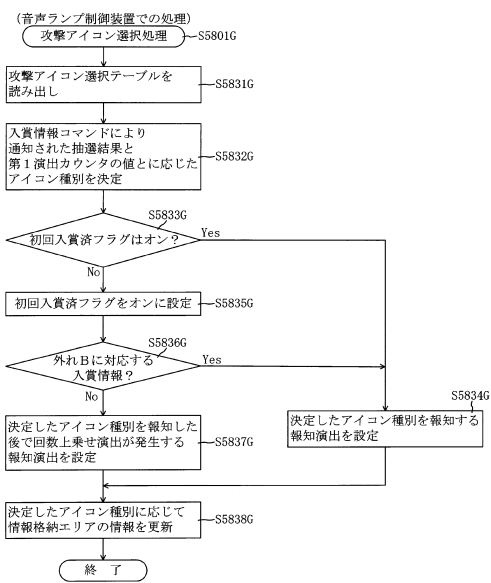 （音声ランプ制御装置での処理）
攻撃アイコン選択処理
S5801G
攻撃アイコン選択テーブルを
読み出し
S5831G
入賞情報コマンドにより
通知された抽選結果と
第１演出カウンタの値とに応じた
アイコン種別を決定
S5832G
S5833G
初回入賞済フラグはオン？
Yes
No
初回入賞済フラグをオンに設定
S5835G
S5836G
外れＢに対応する
入賞情報？
Yes
No
S5834G
決定したアイコン種別を報知する
報知演出を設定
決定したアイコン種別を報知した
後で回数上乗せ演出が発生する
報知演出を設定
S5837G
決定したアイコン種別に応じて
情報格納エリアの情報を更新
S5838G
終 了